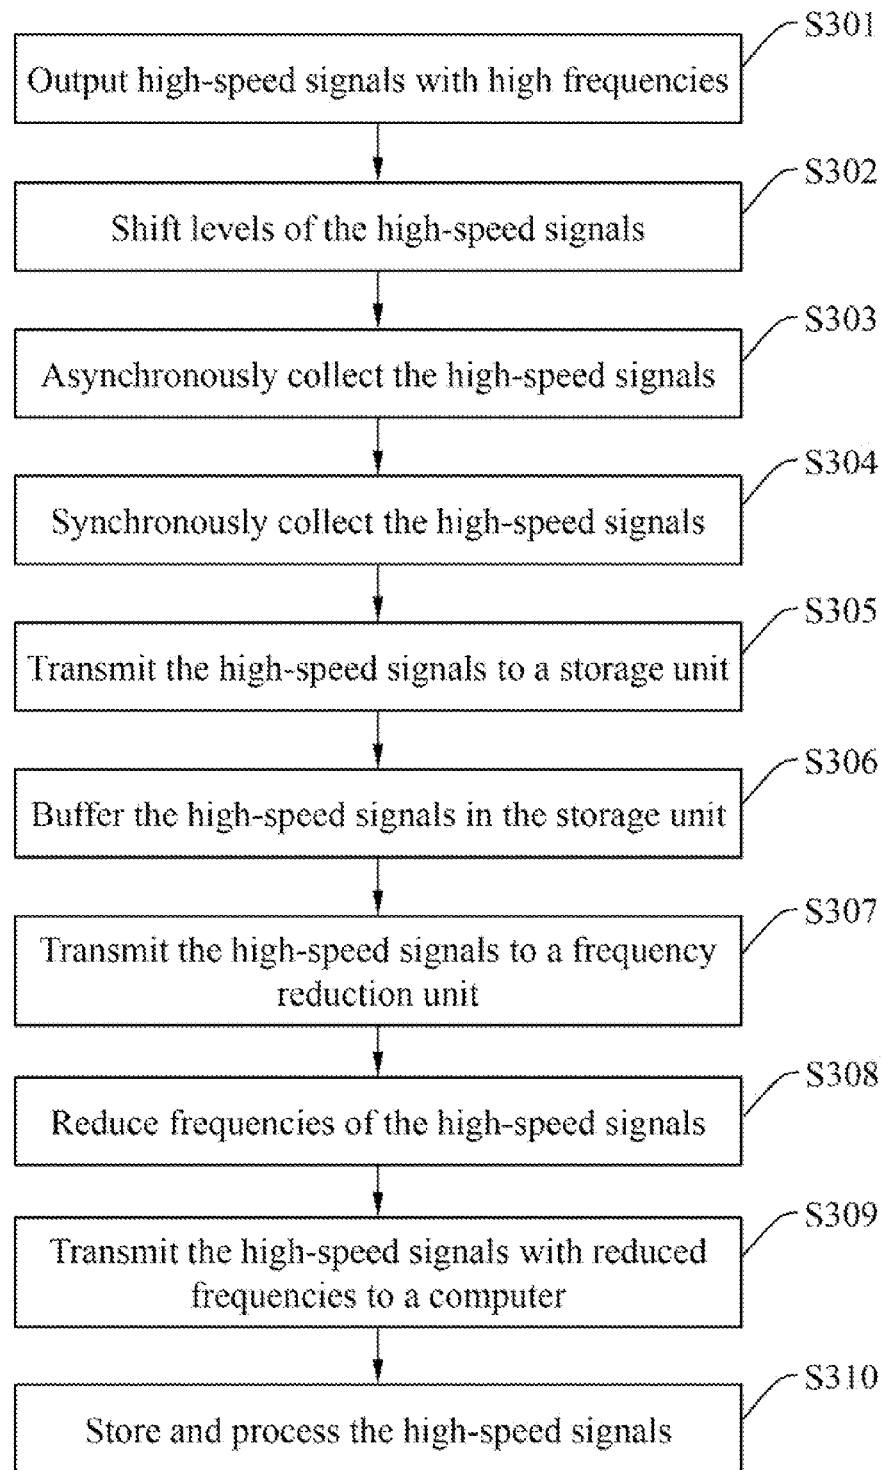 S301
Output high-speed signals with high frequencies
S302
Shift levels of the high-speed signals
S303
Asynchronously collect the high-speed signals
S304
Synchronously collect the high-speed signals
S305
Transmit the high-speed signals to a storage unit
S306
Buffer the high-speed signals in the storage unit
S307
Transmit the high-speed signals to a frequency
reduction unit
S308
Reduce frequencies of the high-speed signals
S309
Transmit the high-speed signals with reduced
frequencies to a computer
S310
Store and process the high-speed signals